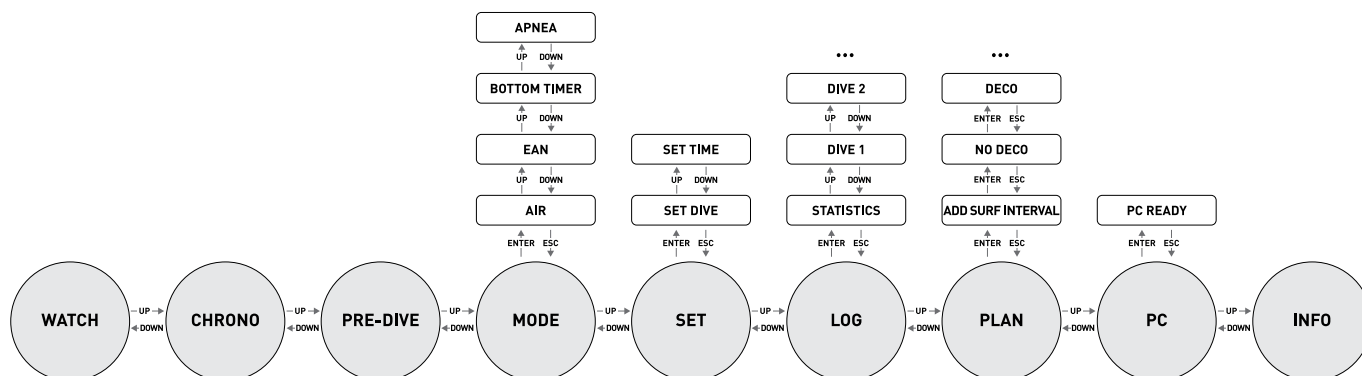 APNEA
UP DOWN
BOTTOM TIMER
...
...
DIVE 2
DECO
UP DOWN
UP DOWN
ENTER ESC
EAN
SET TIME
DIVE 1
NO DECO
UP DOWN
UP DOWN
UP DOWN
ENTER ESC
AIR
SET DIVE
STATISTICS
ADD SURF INTERVAL
PC READY
ENTER ESC
ENTER ESC
ENTER ESC
ENTER ESC
ENTER ESC
WATCH
UP
DOWN
CHRONO
UP
DOWN
PRE-DIVE
UP
DOWN
MODE
UP
DOWN
SET
UP
DOWN
LOG
UP
DOWN
PLAN
UP
DOWN
PC
UP
DOWN
INFO